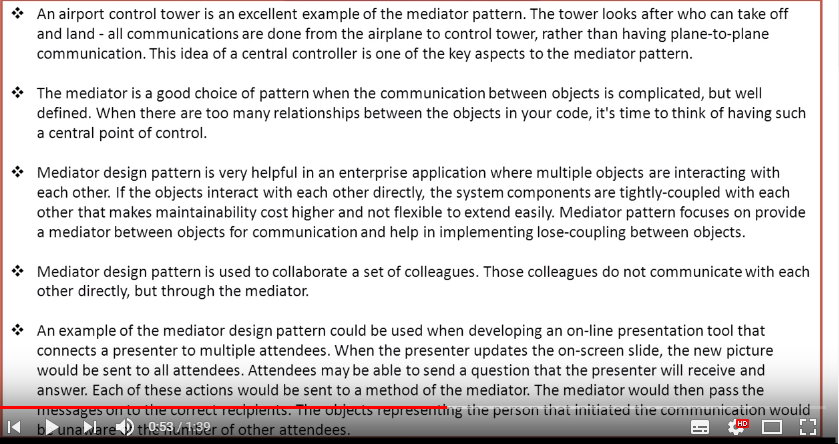 ❖ An airport control tower is an excellent example of the mediator pattern. The tower looks after who can take off
and land - all communications are done from the airplane to control tower, rather than having plane-to-plane
communication. This idea of a central controller is one of the key aspects to the mediator pattern.
❖ The mediator is a good choice of pattern when the communication between objects is complicated, but well
defined. When there are too many relationships between the objects in your code, it's time to think of having such
a central point of control.
❖ Mediator design pattern is very helpful in an enterprise application where multiple objects are interacting with
each other. If the objects interact with each other directly, the system components are tightly-coupled with each
other that makes maintainability cost higher and not flexible to extend easily. Mediator pattern focuses on provide
a mediator between objects for communication and help in implementing lose-coupling between objects.
❖ Mediator design pattern is used to collaborate a set of colleagues. Those colleagues do not communicate with each
other directly, but through the mediator.
❖ An example of the mediator design pattern could be used when developing an on-line presentation tool that
connects a presenter to multiple attendees. When the presenter updates the on-screen slide, the new picture
would be sent to all attendees. Attendees may be able to send a question that the presenter will receive and
answer. Each of these actions would be sent to a method of the mediator. The mediator would then pass the
messages on to the correct recipients. The objects representing the person that initiated the communication would
be unaware of the number of other attendees.
0:53 / 1:39
HD